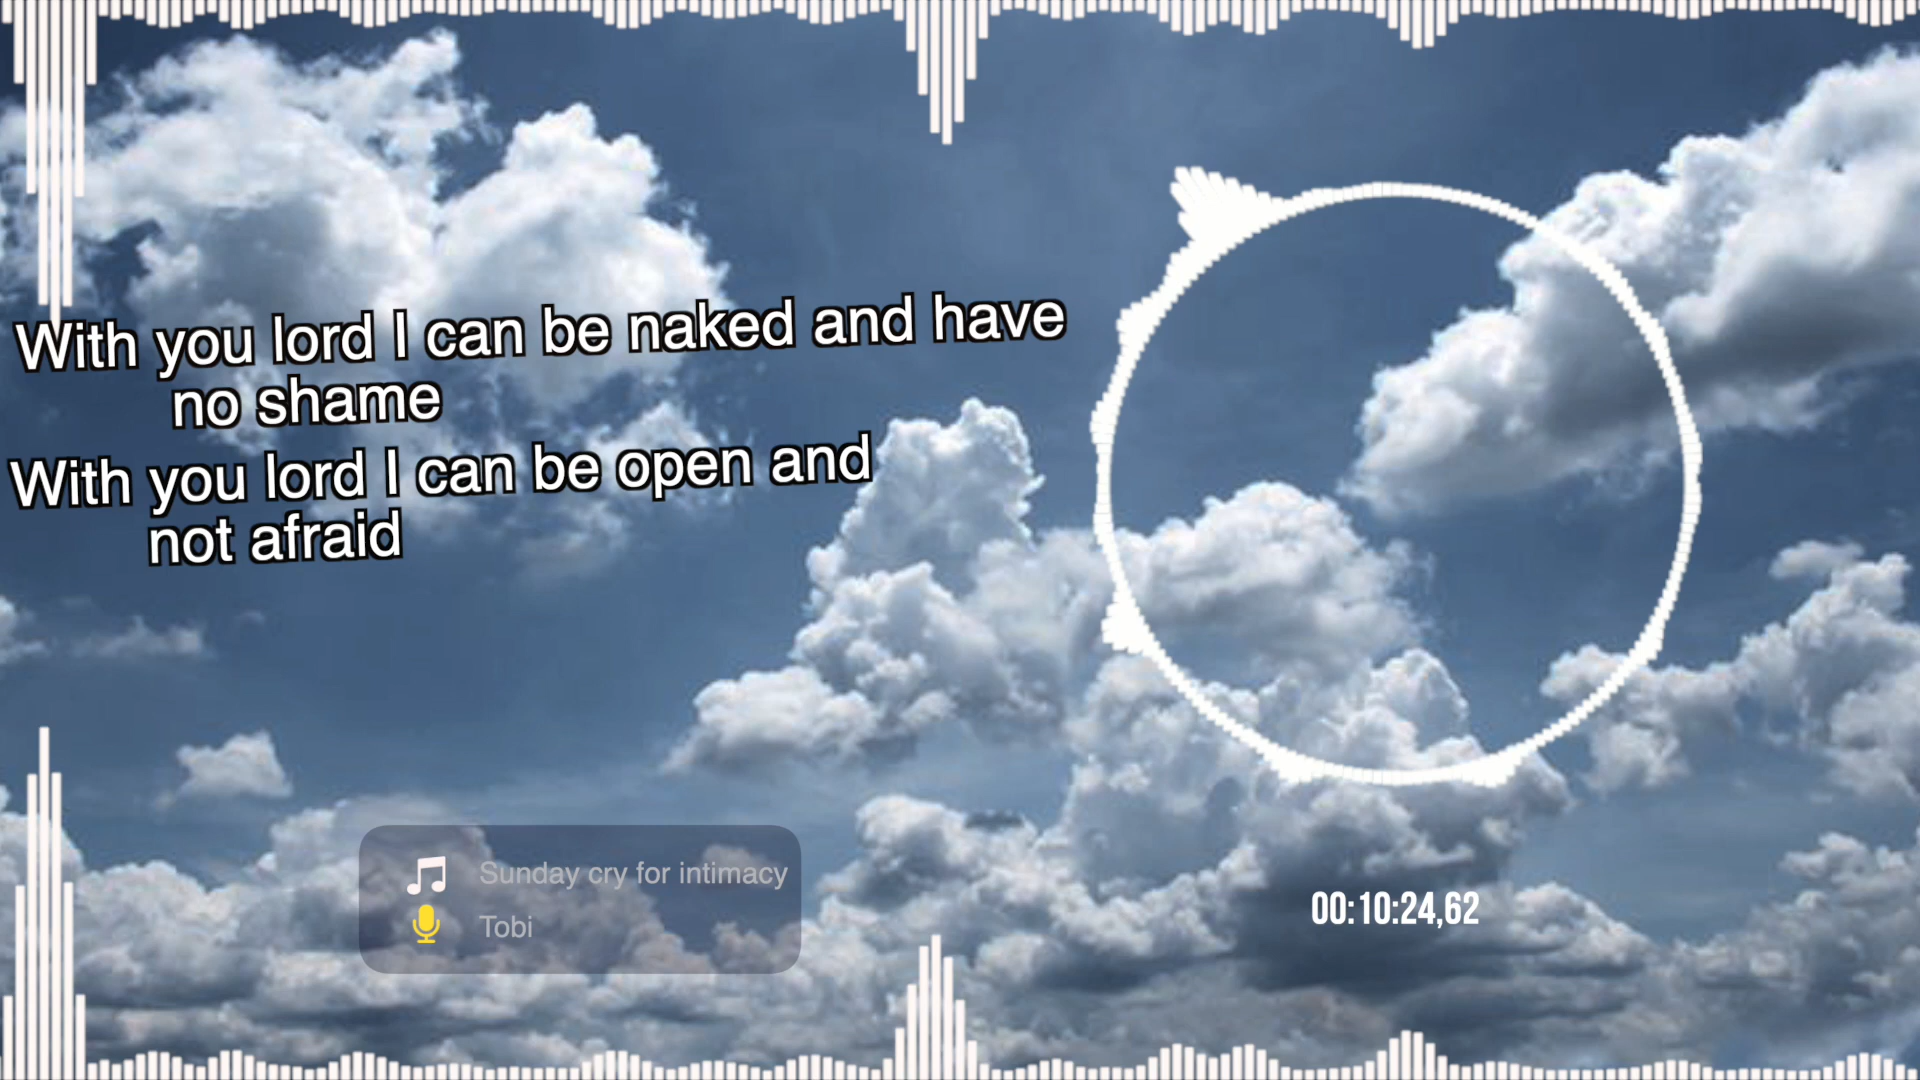 With you lord I can be naked and have
no shame
With you lord I can be open and
not afraid
Sunday cry for intimacy
Tobi
00:10:24,62